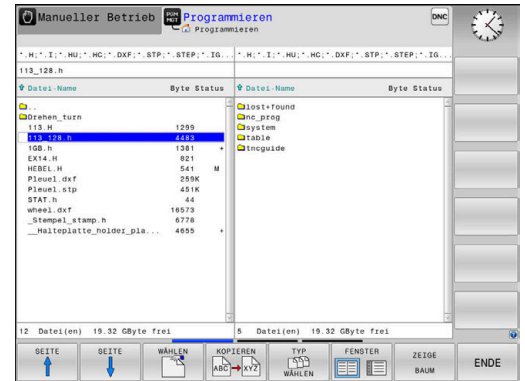 Manueller Betrieb
PGM MGT
Programmieren
Programmieren
DNC
*.H;*.I;*.HU;*.HC;*.DXF;*.STP;*.STEP;*.IG...
*.H;*.I;*.HU;*.HC;*.DXF;*.STP;*.STEP;*.IG...
113_128.h
Datei-Name Byte Status
Datei-Name Byte Status
..
Drehen_turn
113.H 1299
113_128.h 4483
1GB.h 1381 +
EX14.H 821
HEBEL.H 541 M
Pleuel.dxf 259K
Pleuel.stp 451K
STAT.h 44
wheel.dxf 16573
_Stempel_stamp.h 6778
__Halteplatte_holder_pla... 4655 +
lost+found
nc_prog
system
table
tncguide
12 Datei(en) 19.32 GByte frei
5 Datei(en) 19.32 GByte frei
SEITE
SEITE
WÄHLEN
KOPIEREN
ABC XYZ
TYP
WÄHLEN
FENSTER
ZEIGE
BAUM
ENDE